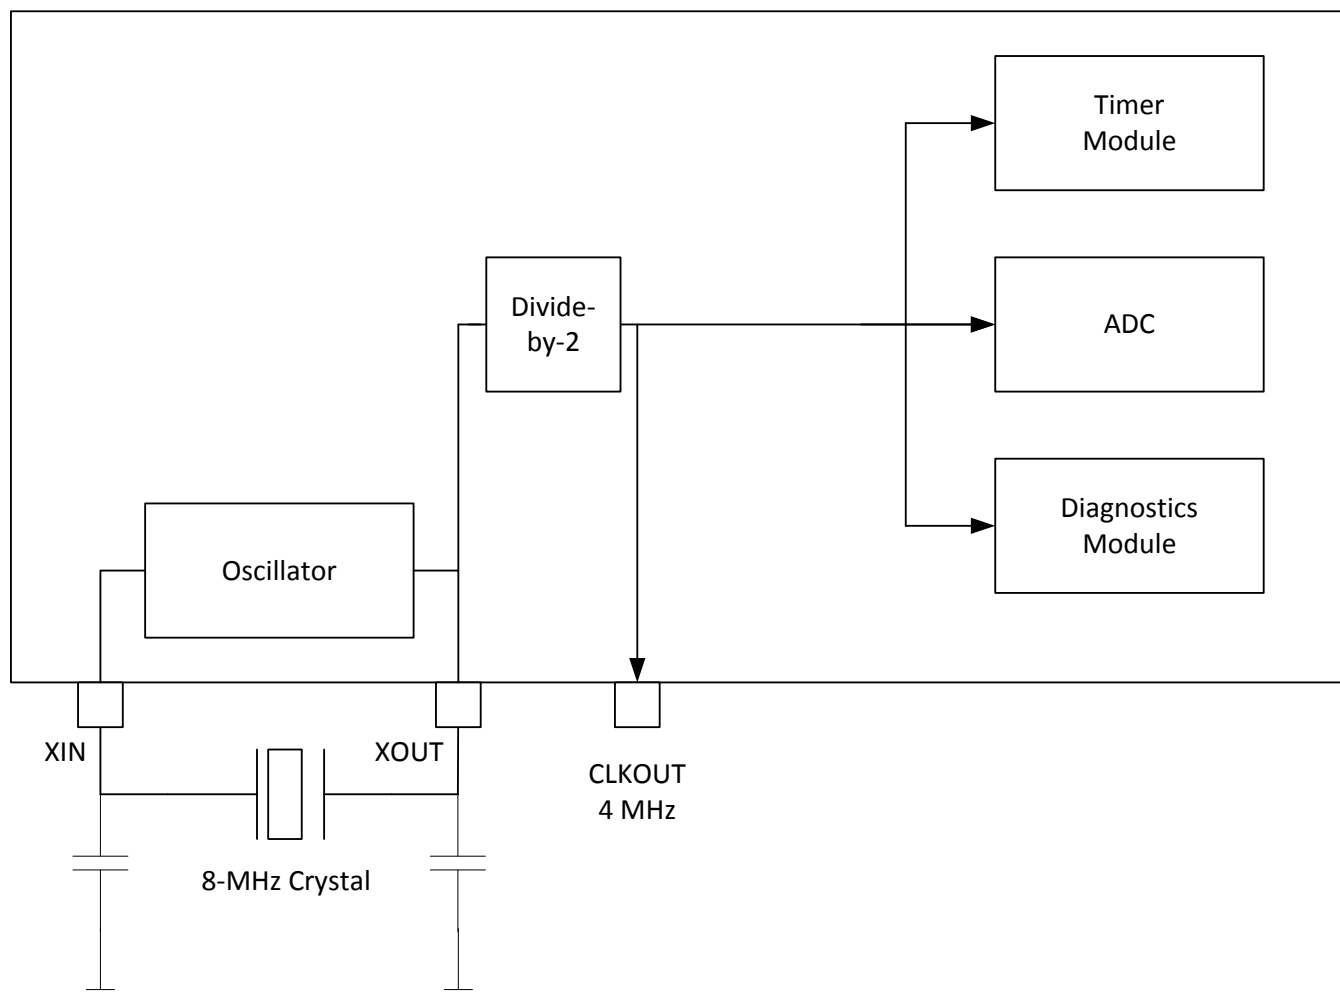 Timer
Module
Divide-
by-2
ADC
Diagnostics
Module
Oscillator
XIN
XOUT
CLKOUT
4 MHz
8-MHz Crystal